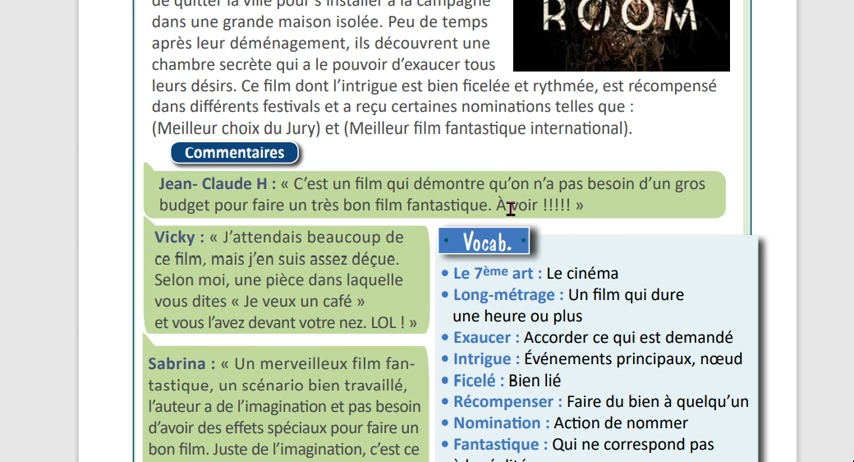 de quitter la ville pour s'installer à la campagne
dans une grande maison isolée. Peu de temps
après leur déménagement, ils découvrent une
chambre secrète qui a le pouvoir d'exaucer tous
leurs désirs. Ce film dont l'intrigue est bien ficelée et rythmée, est récompensé
dans différents festivals et a reçu certaines nominations telles que :
(Meilleur choix du Jury) et (Meilleur film fantastique international).
ROOM
Commentaires
Jean- Claude H : « C'est un film qui démontre qu'on n'a pas besoin d'un gros
budget pour faire un très bon film fantastique. À voir !!!!! »
Vicky : « J'attendais beaucoup de
ce film, mais j'en suis assez déçue.
Selon moi, une pièce dans laquelle
vous dites « Je veux un café »
et vous l'avez devant votre nez. LOL ! »
Sabrina : « Un merveilleux film fan-
tastique, un scénario bien travaillé,
l'auteur a de l'imagination et pas besoin
d'avoir des effets spéciaux pour faire un
bon film. Juste de l'imagination, c'est ce
Vocab.
• Le 7ème art : Le cinéma
• Long-métrage : Un film qui dure
une heure ou plus
• Exaucer : Accorder ce qui est demandé
• Intrigue : Événements principaux, nœud
• Ficelé : Bien lié
• Récompenser : Faire du bien à quelqu'un
• Nomination : Action de nommer
• Fantastique : Qui ne correspond pas